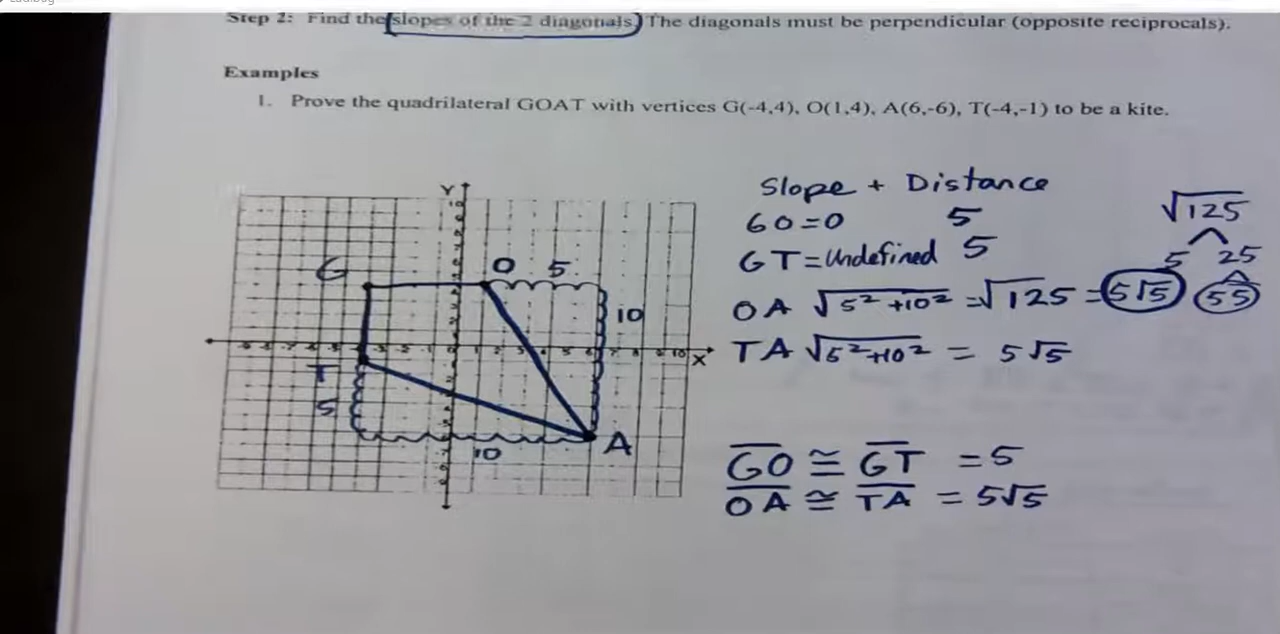 Step 2: Find the slopes of the 2 diagonals. The diagonals must be perpendicular (opposite reciprocals).
Examples
1. Prove the quadrilateral GOAT with vertices G(-4,4), O(1,4), A(6,-6), T(-4,-1) to be a kite.
Slope + Distance
GO=0 5
GT=Undefined 5
OA √5²+10² =√125 =5√5
TA √5²+10² = 5√5
√125
5 25
5 5
Y
G O 5
10
X
T
5
A
10
GO ≅ GT =5
OA ≅ TA = 5√5